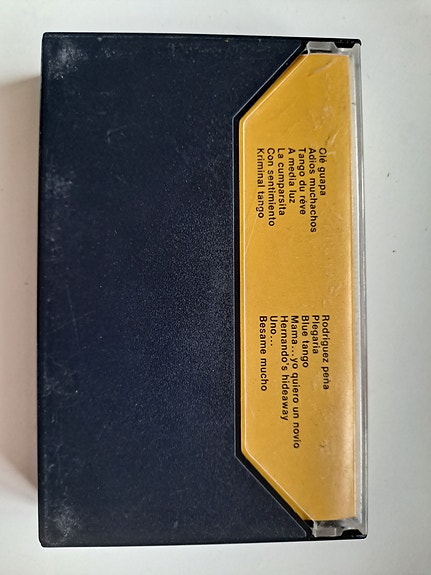 Olé guapa
Adios muchachos
Tango du rêve
A media luz
La cumparsita
Con sentimiento
Kriminal tango
Rodriguez pena
Plegaria
Blue tango
Mama...yo quiero un novio
Hernando's hideaway
Uno...
Besame mucho